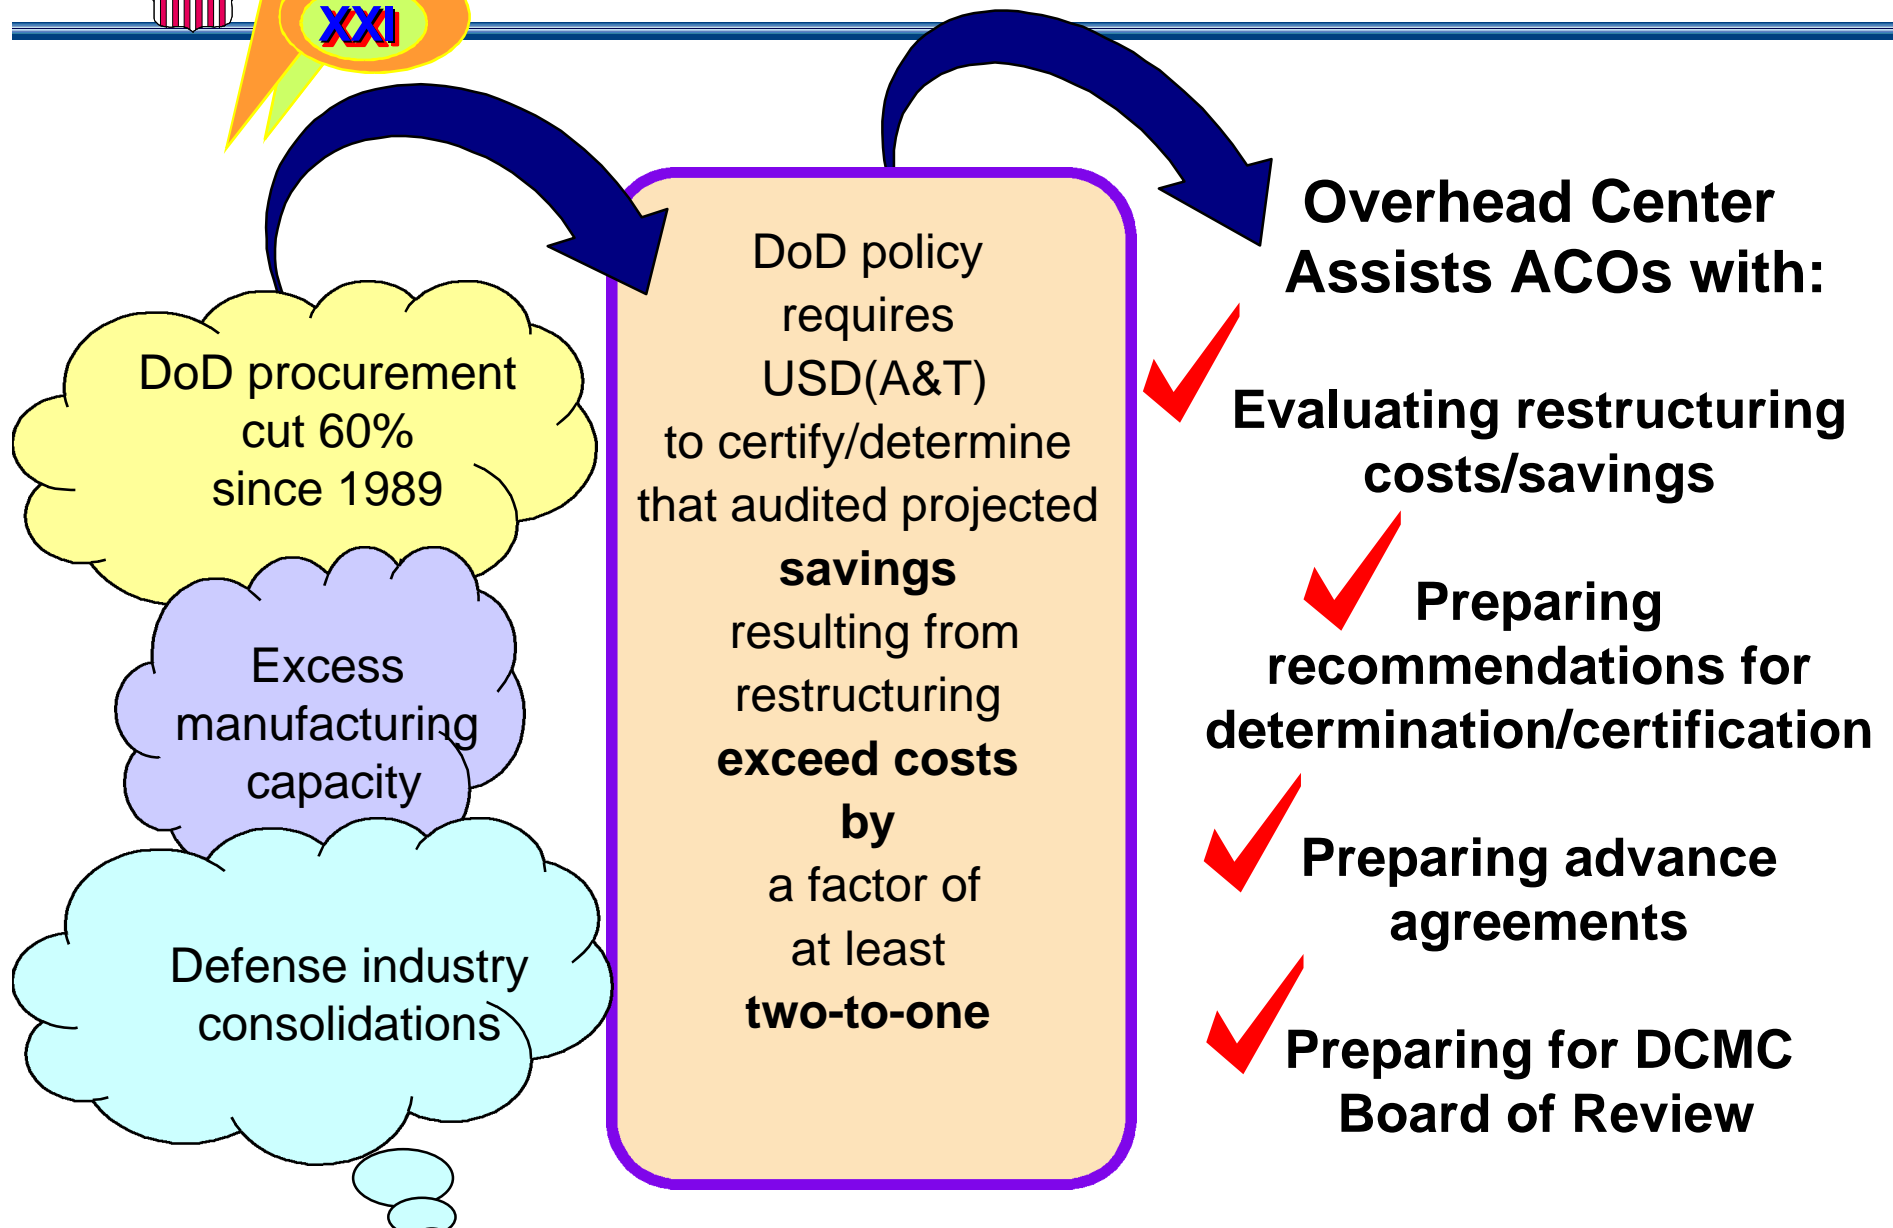 XXI
DoD procurement
cut 60%
since 1989
Excess
manufacturing
capacity
Defense industry
consolidations
DoD policy
requires
USD(A&T)
to certify/determine
that audited projected
savings
resulting from
restructuring
exceed costs
by
a factor of
at least
two-to-one
Overhead Center
Assists ACOs with:
Evaluating restructuring
costs/savings
Preparing
recommendations for
determination/certification
Preparing advance
agreements
Preparing for DCMC
Board of Review